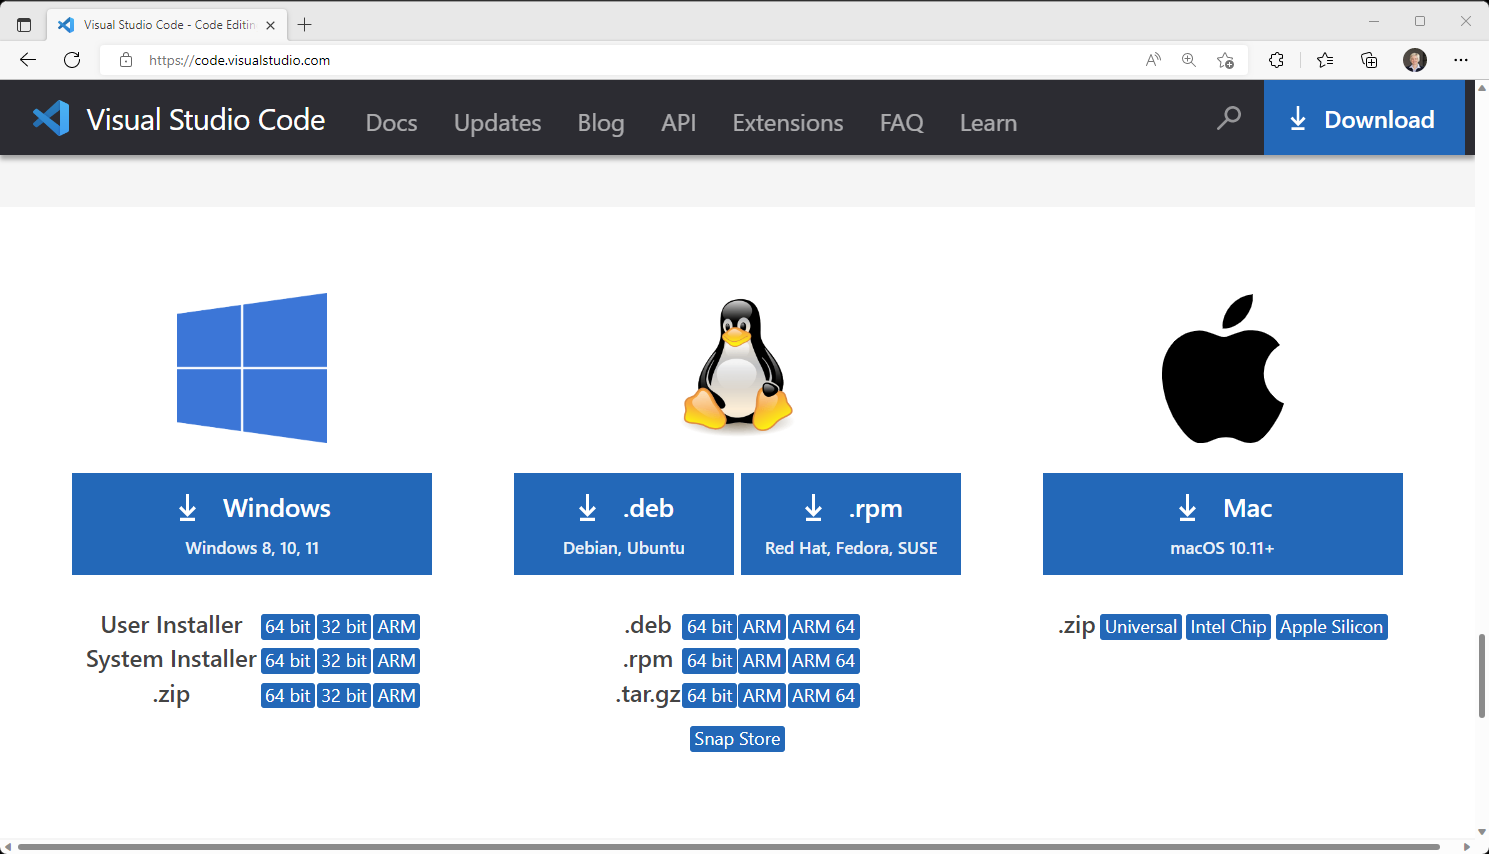 Visual Studio Code - Code Editin
https://code.visualstudio.com
Visual Studio Code
Docs
Updates
Blog
API
Extensions
FAQ
Learn
Download
Windows
Windows 8, 10, 11
User Installer 64 bit 32 bit ARM
System Installer 64 bit 32 bit ARM
.zip 64 bit 32 bit ARM
.deb
Debian, Ubuntu
.rpm
Red Hat, Fedora, SUSE
.deb 64 bit ARM ARM 64
.rpm 64 bit ARM ARM 64
.tar.gz 64 bit ARM ARM 64
Snap Store
Mac
macOS 10.11+
.zip Universal Intel Chip Apple Silicon